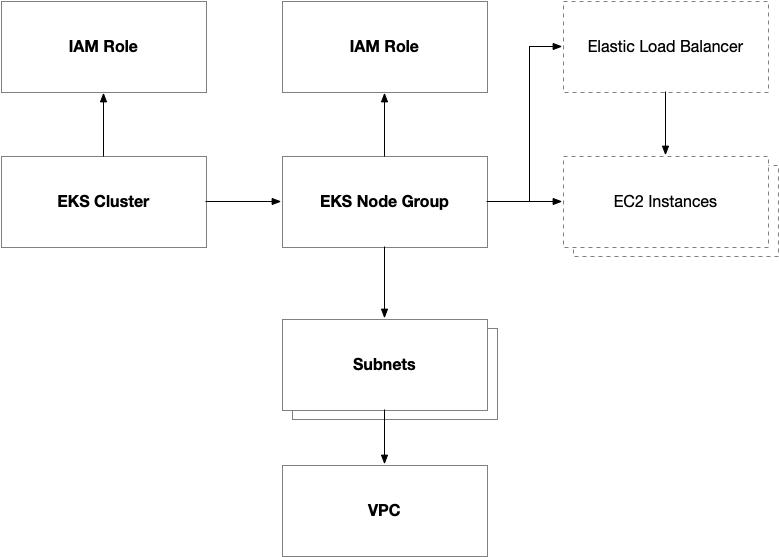 IAM Role
IAM Role
Elastic Load Balancer
EKS Cluster
EKS Node Group
EC2 Instances
Subnets
VPC